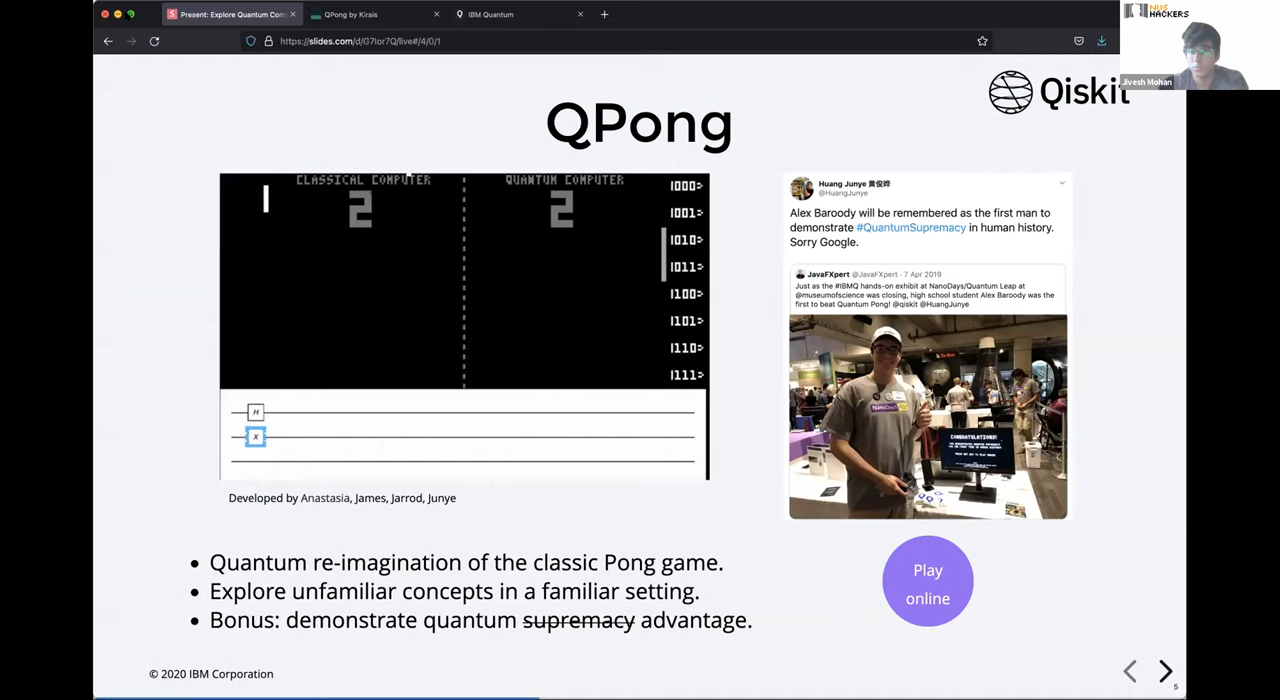 Present: Explore Quantum Com
QPong by Kirais
IBM Quantum
https://slides.com/d/G7Ior7Q/live#/4/0/1
NUS
HACKERS
Jivesh Mohan
Qiskit
QPong
CLASSICAL COMPUTER
QUANTUM COMPUTER
2
2
|000>
|001>
|010>
|011>
|100>
|101>
|110>
|111>
H
X
Developed by Anastasia, James, Jarrod, Junye
Huang Junye 黄俊晔
@HuangJunye
Alex Baroody will be remembered as the first man to
demonstrate #QuantumSupremacy in human history.
Sorry Google.
JavaFXpert @JavaFXpert · 7 Apr 2019
Just as the #IBMQ hands-on exhibit at NanoDays/Quantum Leap at
@museumofscience was closing, high school student Alex Baroody was the
first to beat Quantum Pong! @qiskit @HuangJunye
NanoDays
CONGRATULATIONS!
• Quantum re-imagination of the classic Pong game.
• Explore unfamiliar concepts in a familiar setting.
• Bonus: demonstrate quantum supremacy advantage.
Play
online
© 2020 IBM Corporation
5